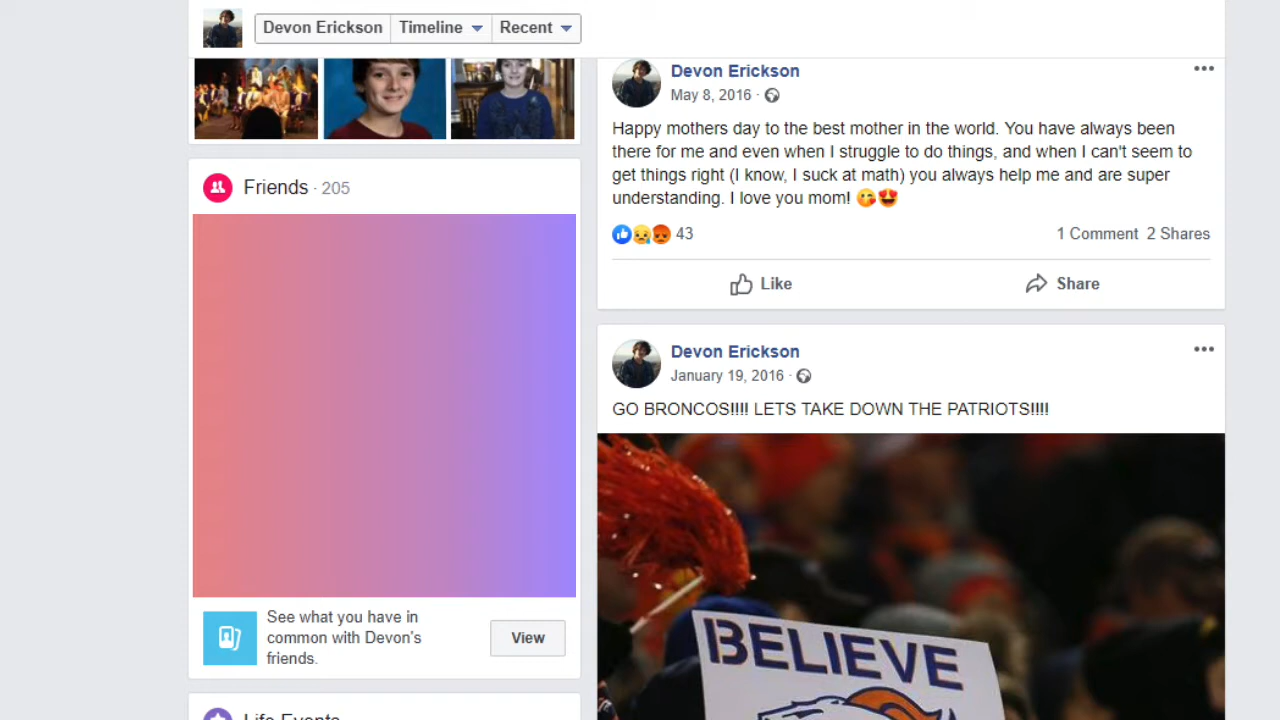 Devon Erickson Timeline Recent
Devon Erickson
May 8, 2016 ·
Happy mothers day to the best mother in the world. You have always been
there for me and even when I struggle to do things, and when I can't seem to
get things right (I know, I suck at math) you always help me and are super
understanding. I love you mom! 😋😍
43
1 Comment 2 Shares
Like
Share
Friends · 205
See what you have in
common with Devon's
friends.
View
Life Events
Devon Erickson
January 19, 2016 ·
GO BRONCOS!!!! LETS TAKE DOWN THE PATRIOTS!!!!
BELIEVE